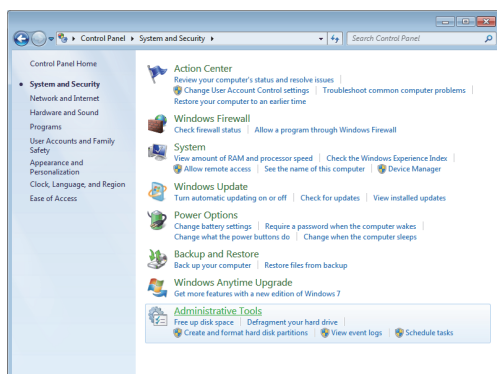 Control Panel ▸ System and Security ▸
Search Control Panel
Control Panel Home
System and Security
Network and Internet
Hardware and Sound
Programs
User Accounts and Family
Safety
Appearance and
Personalization
Clock, Language, and Region
Ease of Access
Action Center
Review your computer's status and resolve issues
Change User Account Control settings | Troubleshoot common computer problems
Restore your computer to an earlier time
Windows Firewall
Check firewall status | Allow a program through Windows Firewall
System
View amount of RAM and processor speed | Check the Windows Experience Index
Allow remote access | See the name of this computer | Device Manager
Windows Update
Turn automatic updating on or off | Check for updates | View installed updates
Power Options
Change battery settings | Require a password when the computer wakes
Change what the power buttons do | Change when the computer sleeps
Backup and Restore
Back up your computer | Restore files from backup
Windows Anytime Upgrade
Get more features with a new edition of Windows 7
Administrative Tools
Free up disk space | Defragment your hard drive
Create and format hard disk partitions | View event logs | Schedule tasks